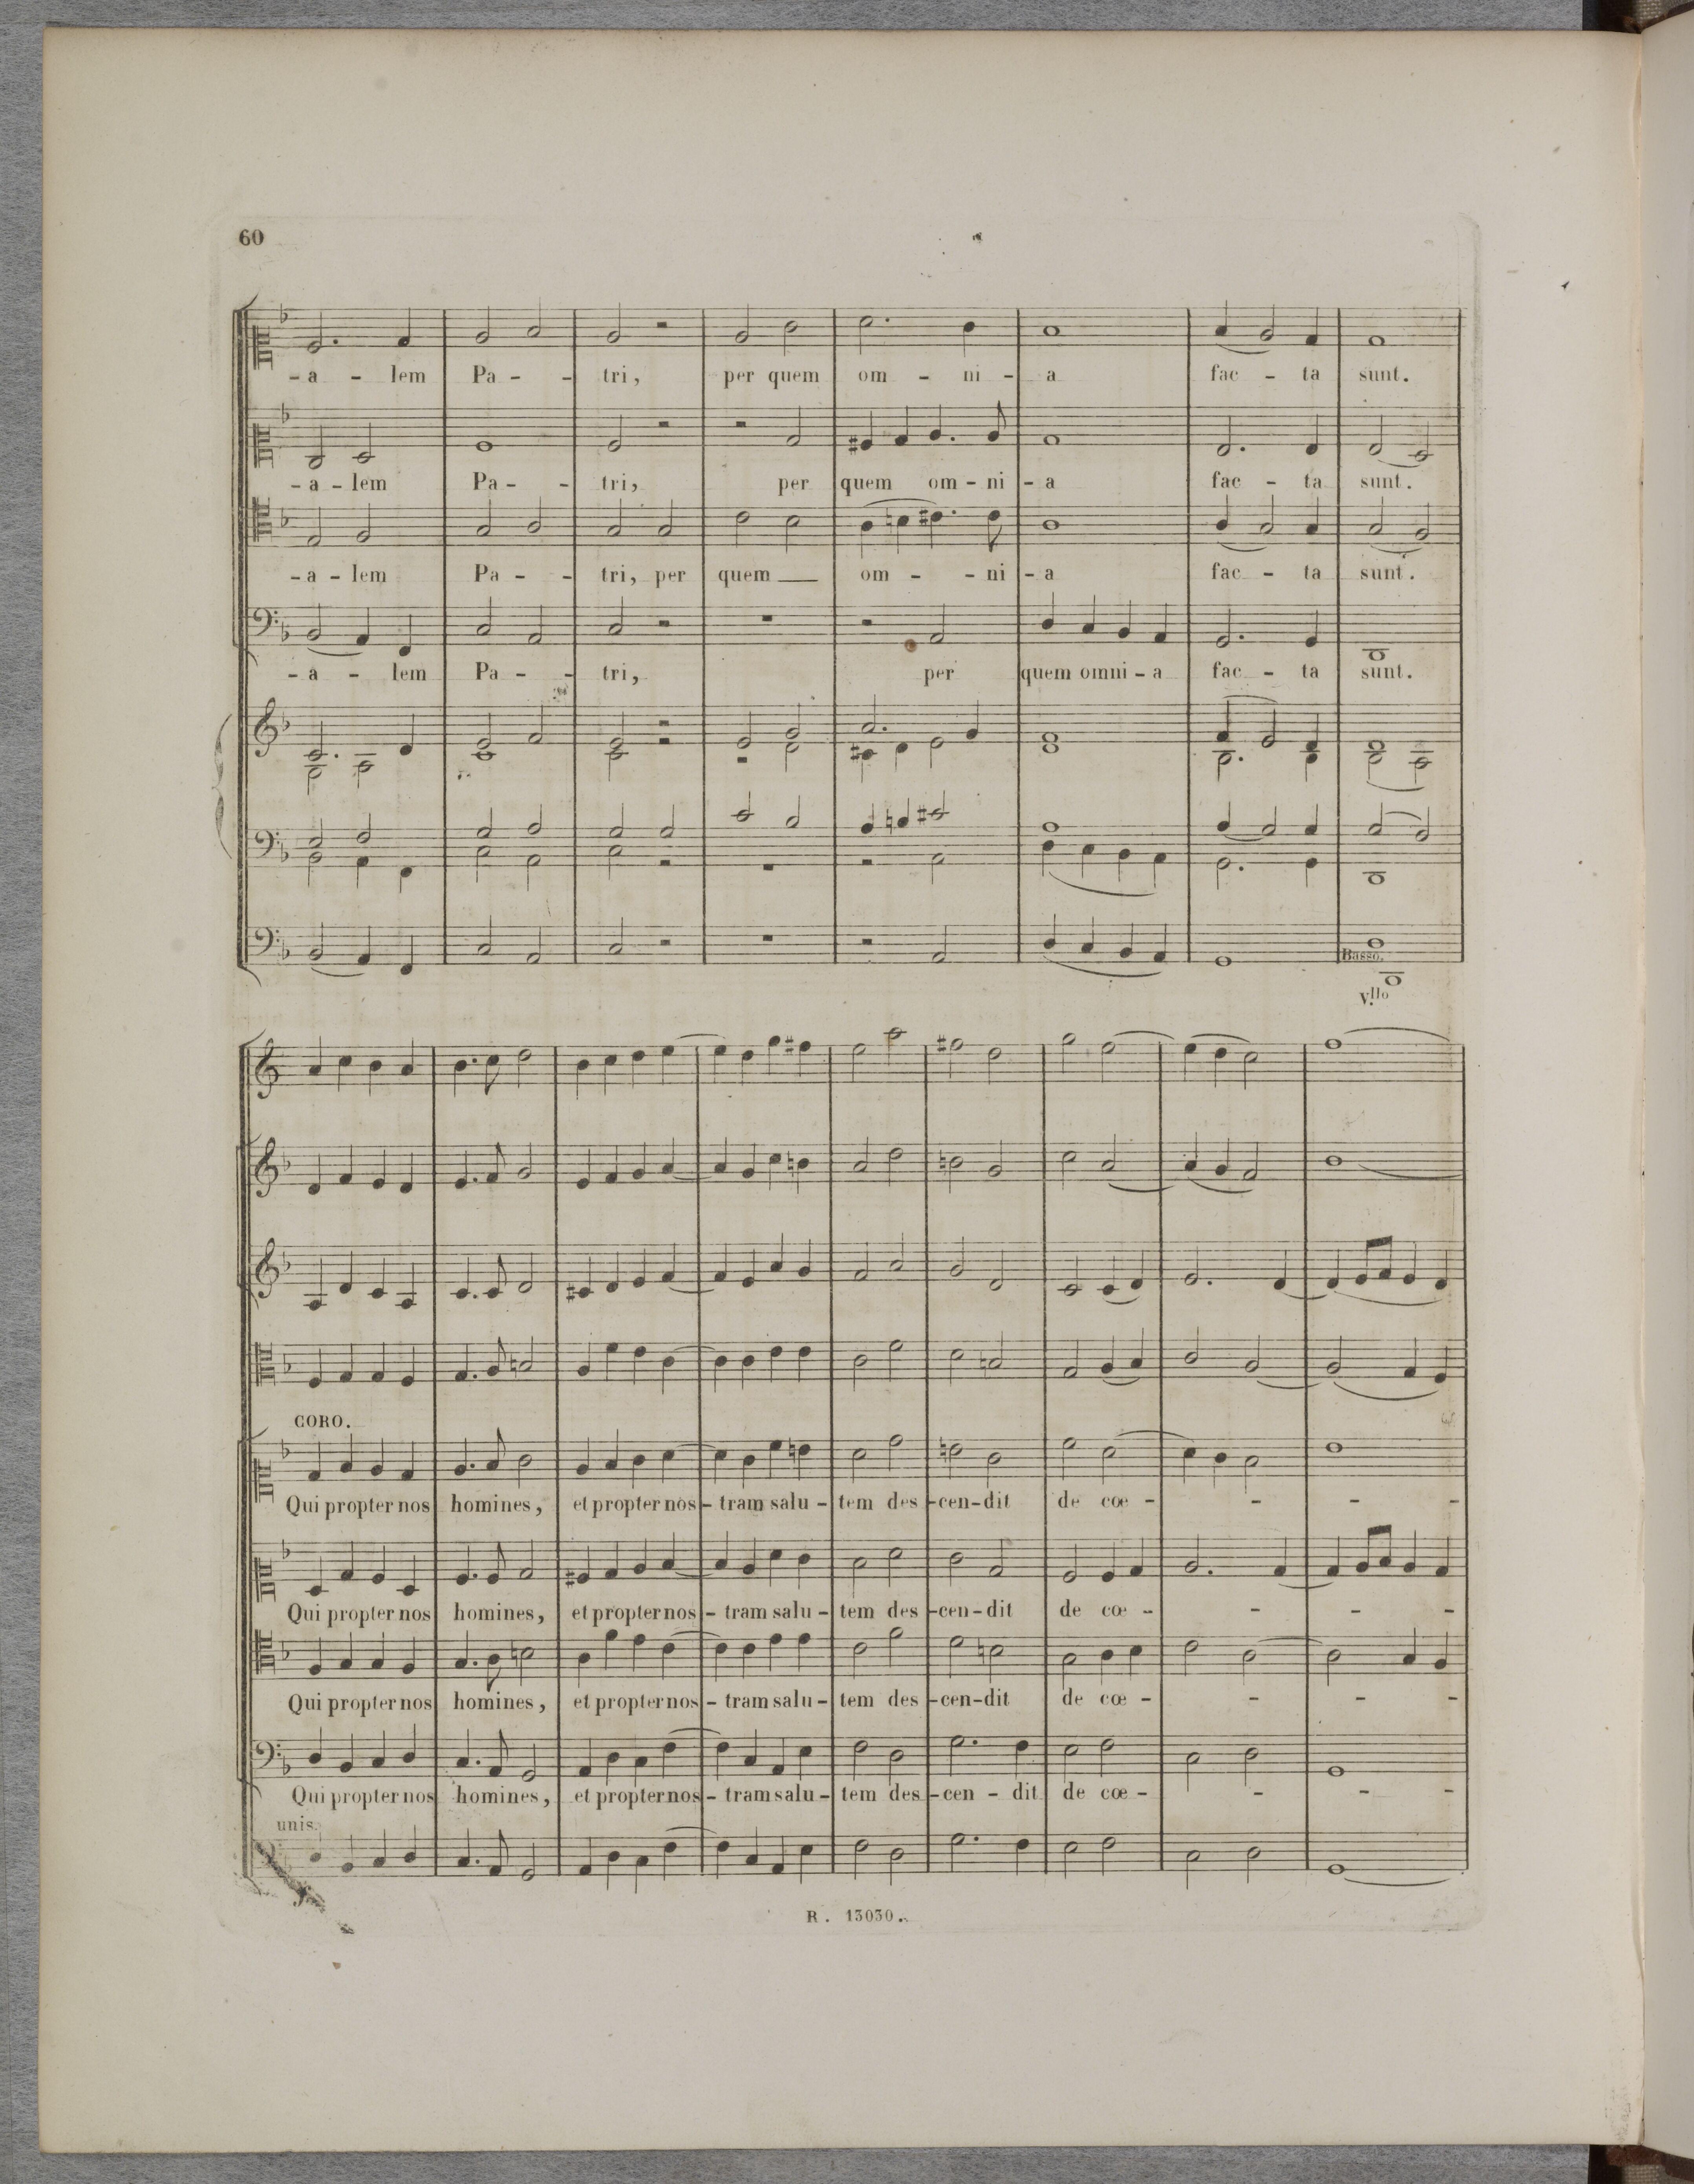 60
- a - lem Pa - - tri, per quem om - ni - a fac - ta sunt.
- a - lem Pa - - tri, per quem om - ni - a fac - ta sunt.
- a - lem Pa - - tri, per quem om - - ni - a fac - ta sunt.
- a - lem Pa - - tri, per quem omni - a fac - ta sunt.
Basso.
V.llo
CORO.
Qui propter nos homines, et propter nos - tram salu - tem des - cen - dit de cœ - - - -
Qui propter nos homines, et propter nos - tram salu - tem des - cen - dit de cœ - - - -
Qui propter nos homines, et propter nos - tram salu - tem des - cen - dit de cœ - - - -
Qui propter nos homines, et propter nos - tram salu - tem des - cen - dit de cœ - - - -
unis.
R. 13030.